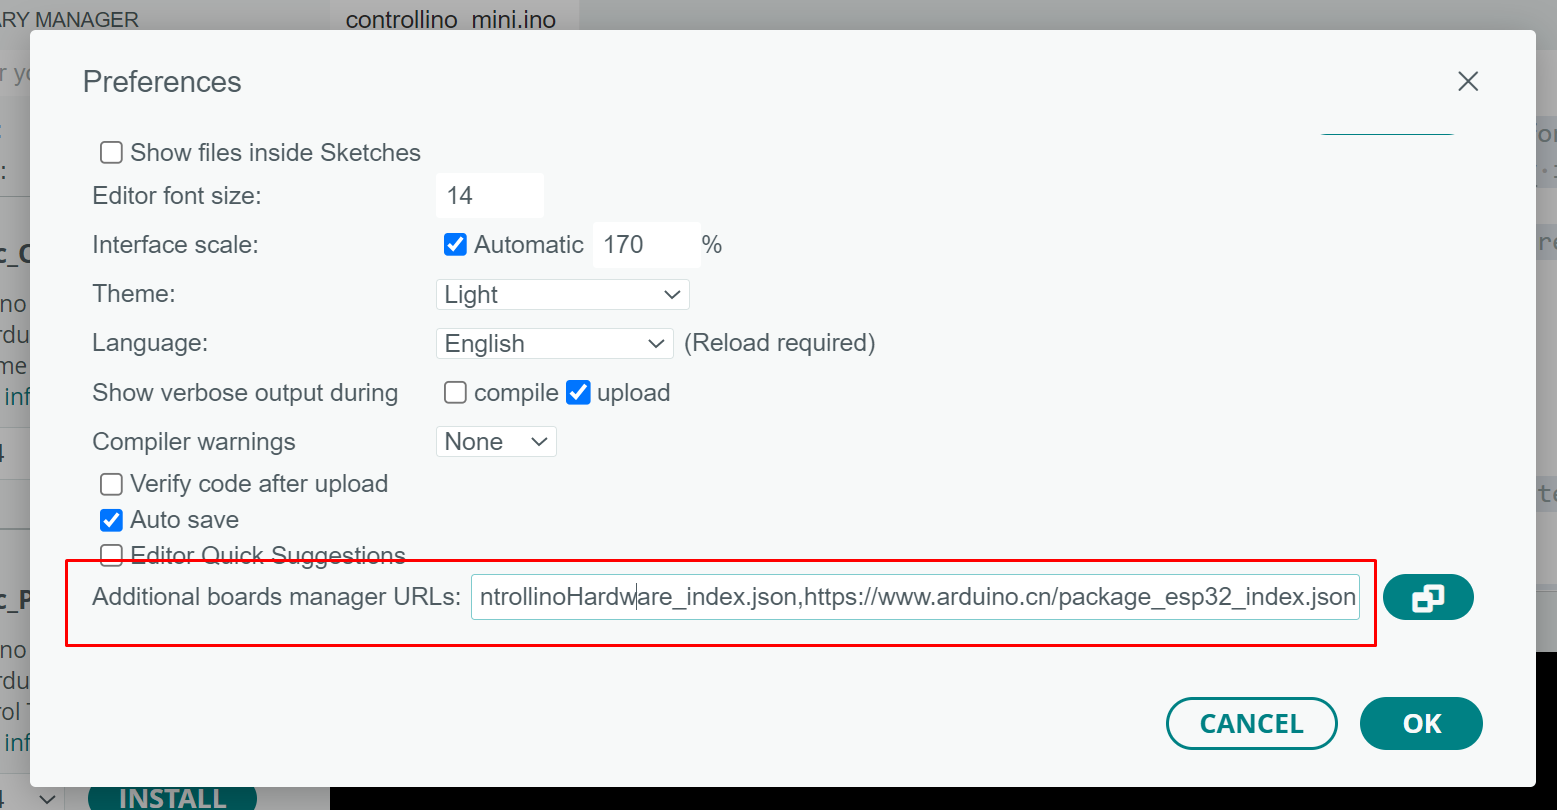 ARY MANAGER
controllino_mini.ino
Preferences
Show files inside Sketches
Editor font size:
14
Interface scale:
Automatic
170
%
Theme:
Light
Language:
English
(Reload required)
Show verbose output during
compile
upload
Compiler warnings
None
Verify code after upload
Auto save
Editor Quick Suggestions
Additional boards manager URLs:
ntrollinoHardware_index.json,https://www.arduino.cn/package_esp32_index.json
CANCEL
OK
INSTALL